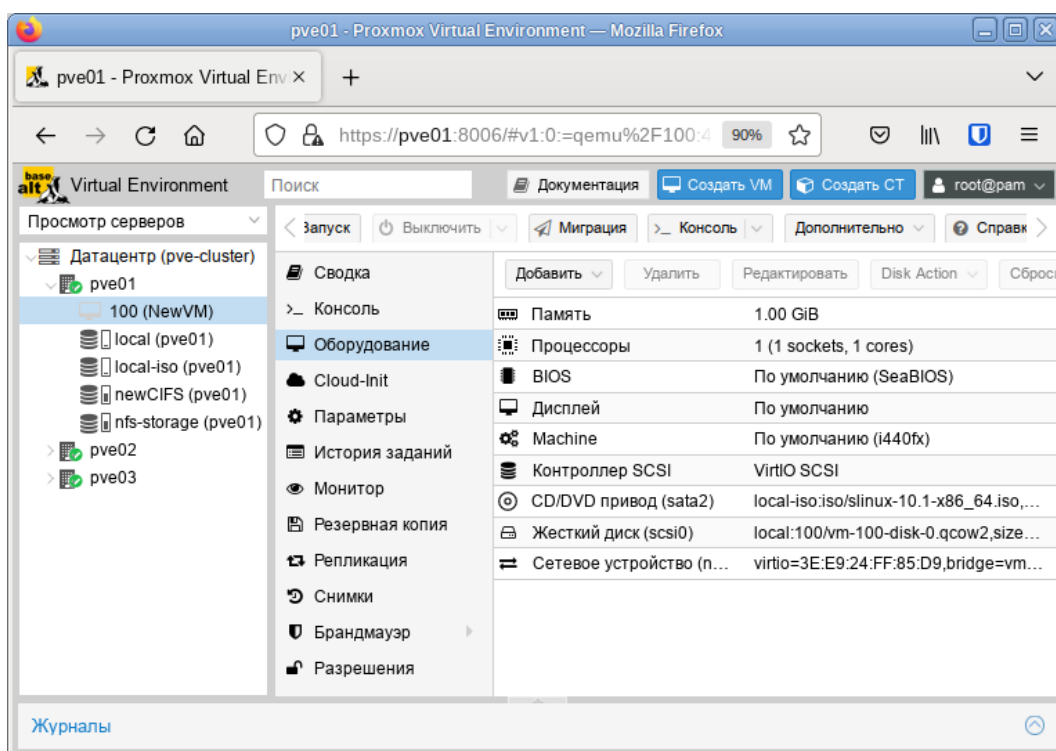 pve01 - Proxmox Virtual Environment — Mozilla Firefox
pve01 - Proxmox Virtual Env
https://pve01:8006/#v1:0:=qemu%2F100:4 90%
base alt Virtual Environment Поиск Документация Создать VM Создать CT root@pam
Просмотр серверов
Запуск Выключить Миграция Консоль Дополнительно Справк
Датацентр (pve-cluster)
pve01
100 (NewVM)
local (pve01)
local-iso (pve01)
newCIFS (pve01)
nfs-storage (pve01)
pve02
pve03
Сводка
Консоль
Оборудование
Cloud-Init
Параметры
История заданий
Монитор
Резервная копия
Репликация
Снимки
Брандмауэр
Разрешения
Добавить Удалить Редактировать Disk Action Сброс
Память 1.00 GiB
Процессоры 1 (1 sockets, 1 cores)
BIOS По умолчанию (SeaBIOS)
Дисплей По умолчанию
Machine По умолчанию (i440fx)
Контроллер SCSI VirtIO SCSI
CD/DVD привод (sata2) local-iso:iso/slinux-10.1-x86_64.iso,...
Жесткий диск (scsi0) local:100/vm-100-disk-0.qcow2,size...
Сетевое устройство (n... virtio=3E:E9:24:FF:85:D9,bridge=vm...
Журналы